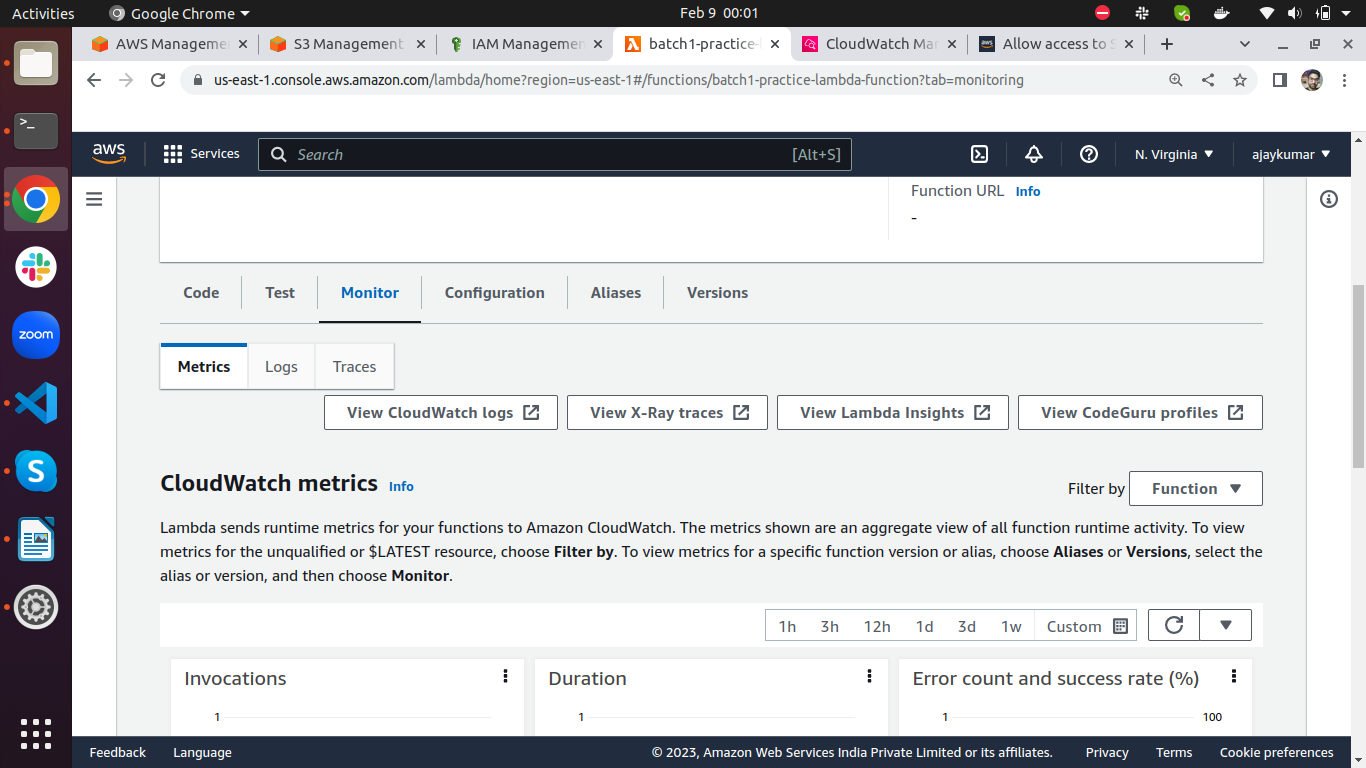 Activities
Google Chrome
Feb 9 00:01
AWS Manageme
S3 Management
IAM Managemen
batch1-practice-
CloudWatch Man
Allow access to S
us-east-1.console.aws.amazon.com/lambda/home?region=us-east-1#/functions/batch1-practice-lambda-function?tab=monitoring
aws
Services
Search
[Alt+S]
N. Virginia
ajaykumar
Function URL Info
-
Code
Test
Monitor
Configuration
Aliases
Versions
Metrics
Logs
Traces
View CloudWatch logs
View X-Ray traces
View Lambda Insights
View CodeGuru profiles
CloudWatch metrics Info
Filter by
Function
Lambda sends runtime metrics for your functions to Amazon CloudWatch. The metrics shown are an aggregate view of all function runtime activity. To view
metrics for the unqualified or $LATEST resource, choose Filter by. To view metrics for a specific function version or alias, choose Aliases or Versions, select the
alias or version, and then choose Monitor.
1h
3h
12h
1d
3d
1w
Custom
Invocations
Duration
Error count and success rate (%)
1
1
1
100
zoom
S
>_
Feedback
Language
© 2023, Amazon Web Services India Private Limited or its affiliates.
Privacy
Terms
Cookie preferences